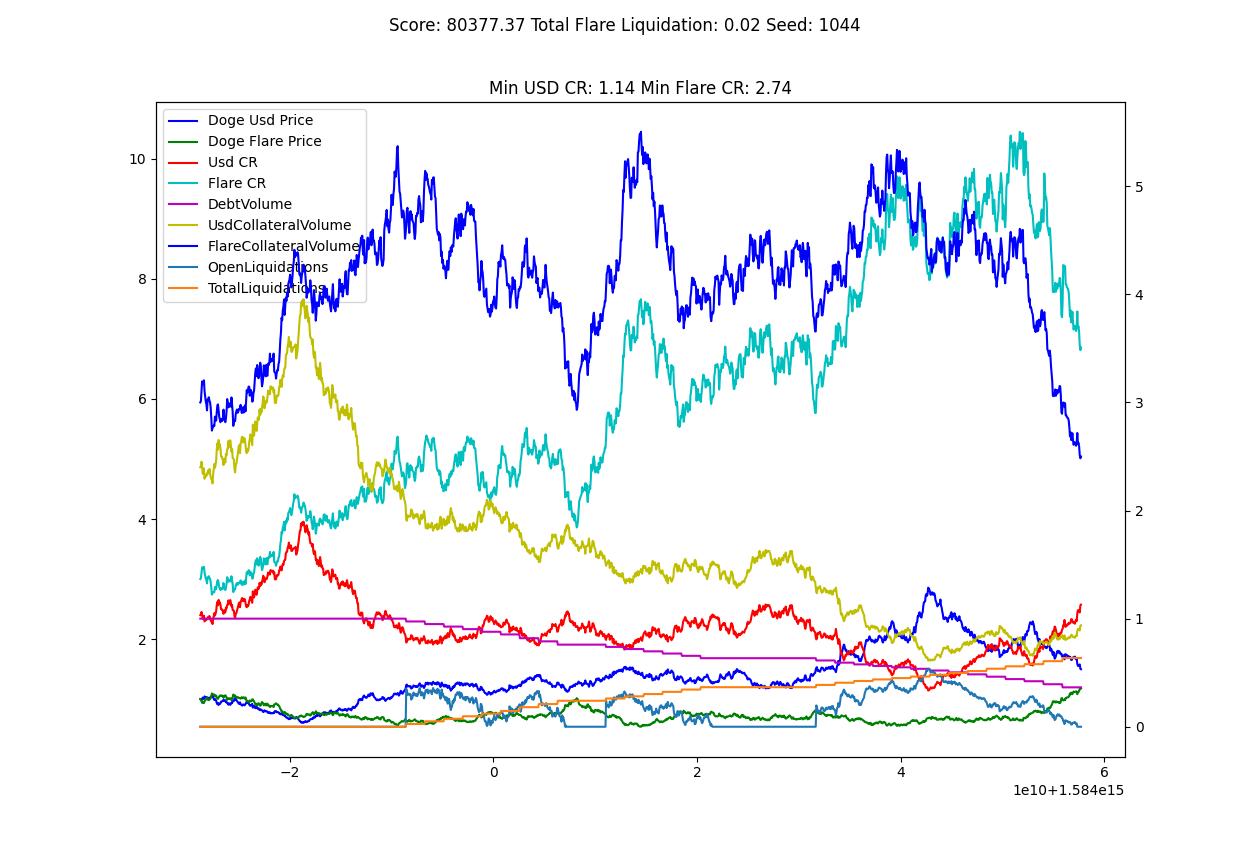 Score: 80377.37 Total Flare Liquidation: 0.02 Seed: 1044
Min USD CR: 1.14 Min Flare CR: 2.74
Doge Usd Price
Doge Flare Price
Usd CR
Flare CR
DebtVolume
UsdCollateralVolume
FlareCollateralVolume
OpenLiquidations
TotalLiquidations
10
8
6
4
2
5
4
3
2
1
0
−2
0
2
4
6
1e10+1.584e15